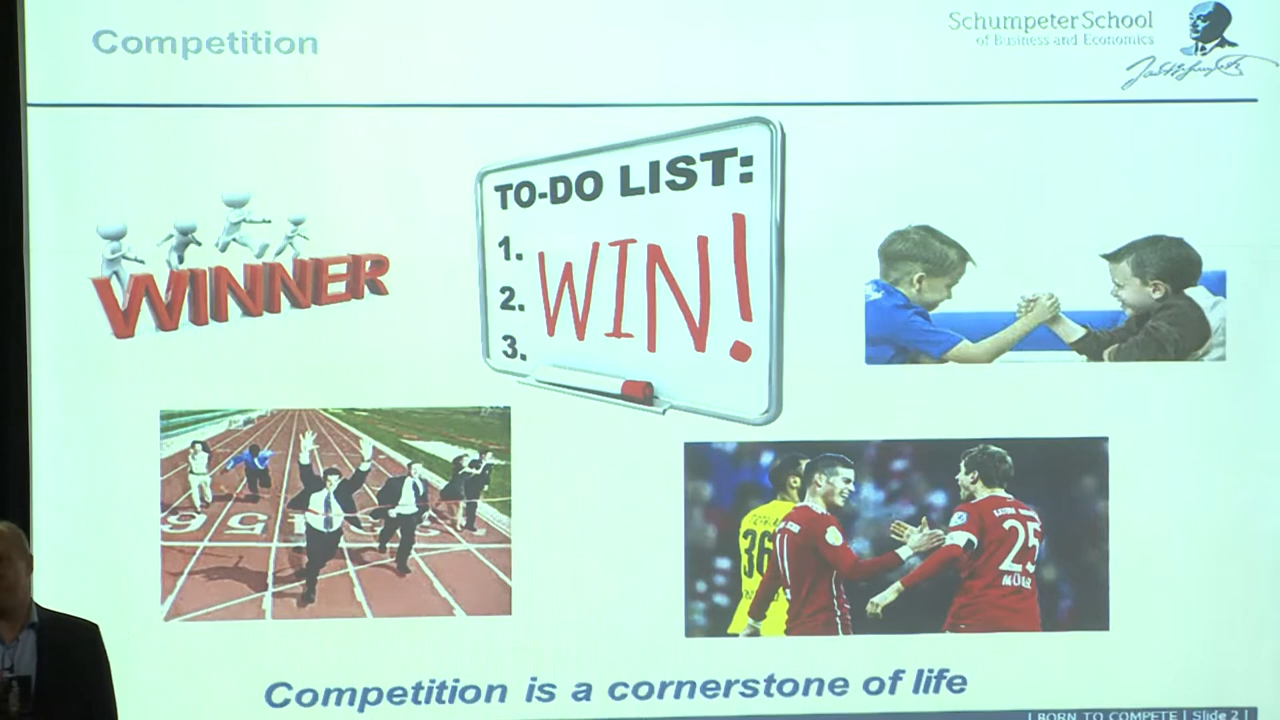 Competition
Schumpeter School
of Business and Economics
TO-DO LIST:
1.
2.
3.
WIN!
WINNER
36
25
Competition is a cornerstone of life
| BORN TO COMPETE | Slide 2 |